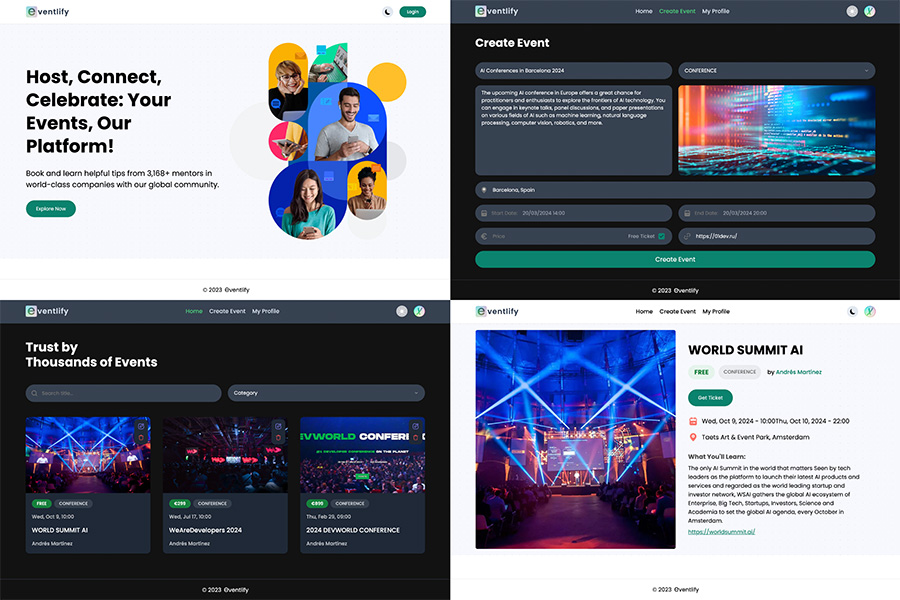 eventlify
Login
Host, Connect,
Celebrate: Your
Events, Our
Platform!
Book and learn helpful tips from 3,168+ mentors in
world-class companies with our global community.
Explore Now
© 2023 eventlify
eventlify
Home Create Event My Profile
Create Event
AI Conferences in Barcelona 2024
CONFERENCE
The upcoming AI conference in Europe offers a great chance for
practitioners and enthusiasts to explore the frontiers of AI technology. You
can engage in keynote talks, panel discussions, and paper presentations
on various fields of AI such as machine learning, natural language
processing, computer vision, robotics, and more.
Barcelona, Spain
Start Date: 20/03/2024 14:00
End Date: 20/03/2024 20:00
Price
Free Ticket
https://01dev.ru/
Create Event
© 2023 eventlify
eventlify
Home Create Event My Profile
Trust by
Thousands of Events
Search title...
Category
FREE CONFERENCE
Wed, Oct 9, 10:00
WORLD SUMMIT AI
Andrés Martínez
€299 CONFERENCE
Wed, Jul 17, 10:00
WeAreDevelopers 2024
Andrés Martínez
EVWORLD CONFEREN
€899 CONFERENCE
Thu, Feb 29, 09:00
2024 DEVWORLD CONFERENCE
Andrés Martínez
© 2023 eventlify
eventlify
Home Create Event My Profile
WORLD SUMMIT AI
FREE CONFERENCE by Andrés Martínez
Get Ticket
Wed, Oct 9, 2024 - 10:00Thu, Oct 10, 2024 - 22:00
Taets Art & Event Park, Amsterdam
What You'll Learn:
The only AI Summit in the world that matters Seen by tech
leaders as the platform to launch their latest AI products and
services and regarded as the world leading startup and
investor network, WSAI gathers the global AI ecosystem of
Enterprise, Big Tech, Startups, Investors, Science and
Academia to set the global AI agenda, every October in
Amsterdam.
https://worldsummit.ai/
© 2023 eventlify